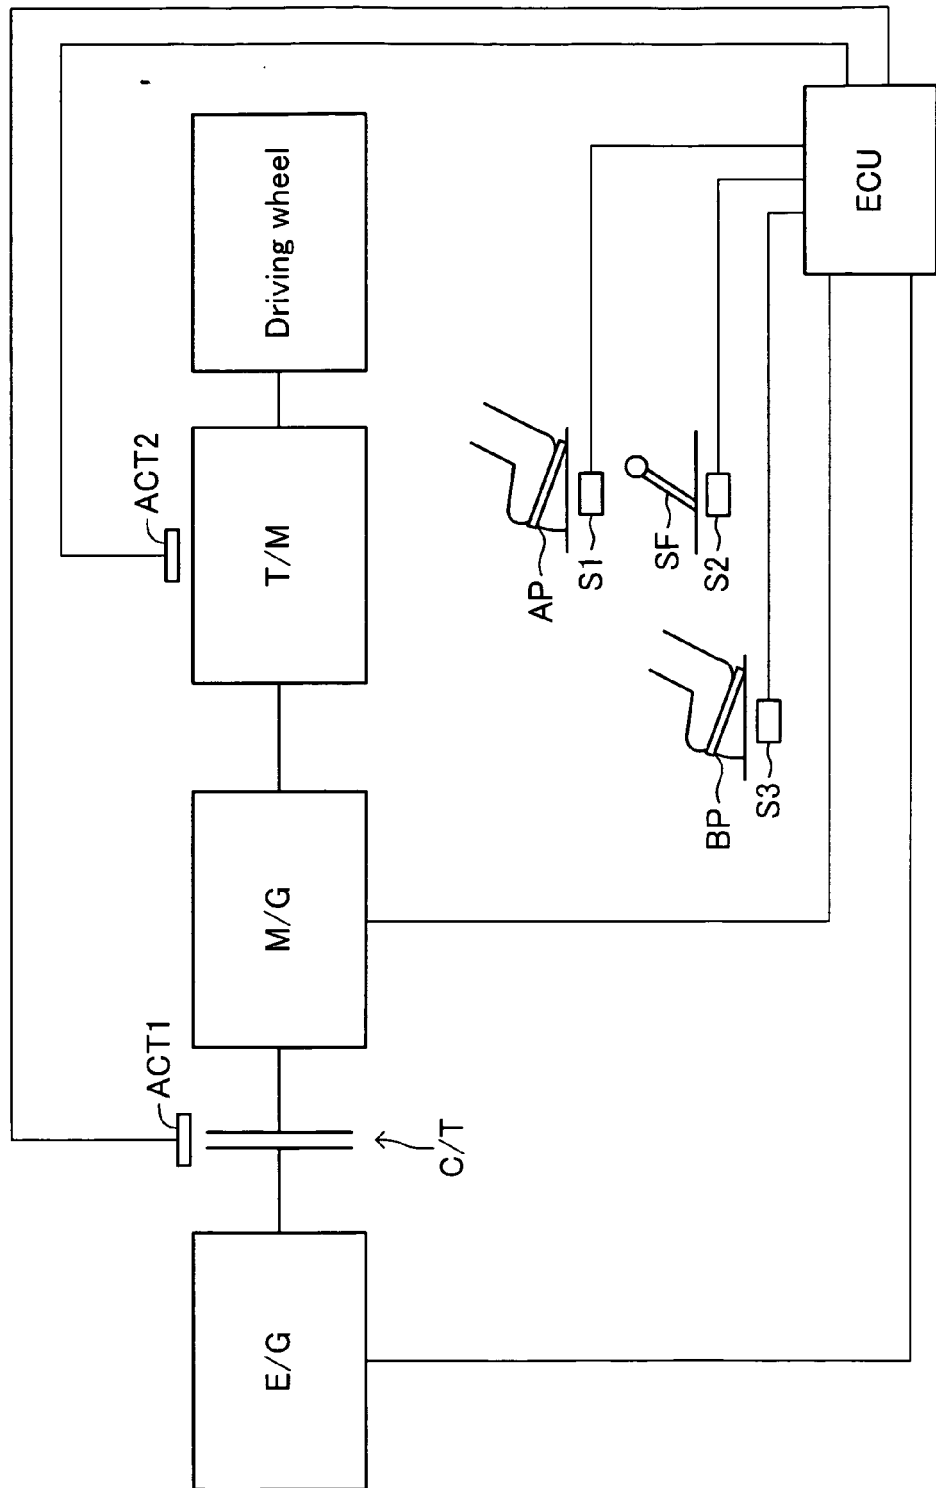 ACT1
ACT2
E/G
C/T
M/G
T/M
Driving wheel
AP
S1
SF
S2
BP
S3
ECU